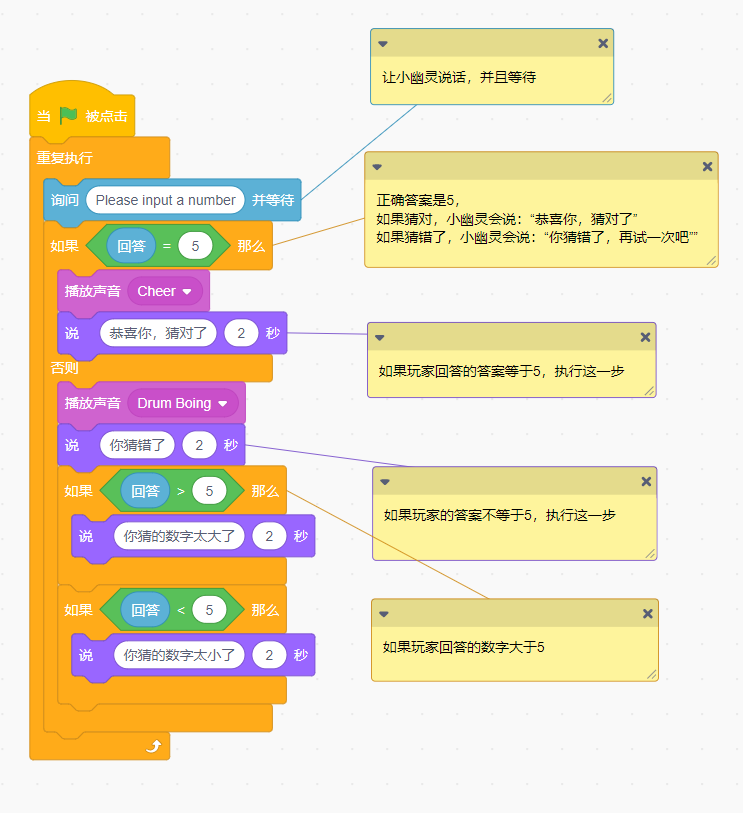 当 被点击
重复执行
询问 Please input a number 并等待
如果 回答 = 5 那么
播放声音 Cheer
说 恭喜你，猜对了 2 秒
否则
播放声音 Drum Boing
说 你猜错了 2 秒
如果 回答 > 5 那么
说 你猜的数字太大了 2 秒
如果 回答 < 5 那么
说 你猜的数字太小了 2 秒
让小幽灵说话，并且等待
正确答案是5，
如果猜对，小幽灵会说：“恭喜你，猜对了”
如果猜错了，小幽灵会说：“你猜错了，再试一次吧””
如果玩家回答的答案等于5，执行这一步
如果玩家的答案不等于5，执行这一步
如果玩家回答的数字大于5